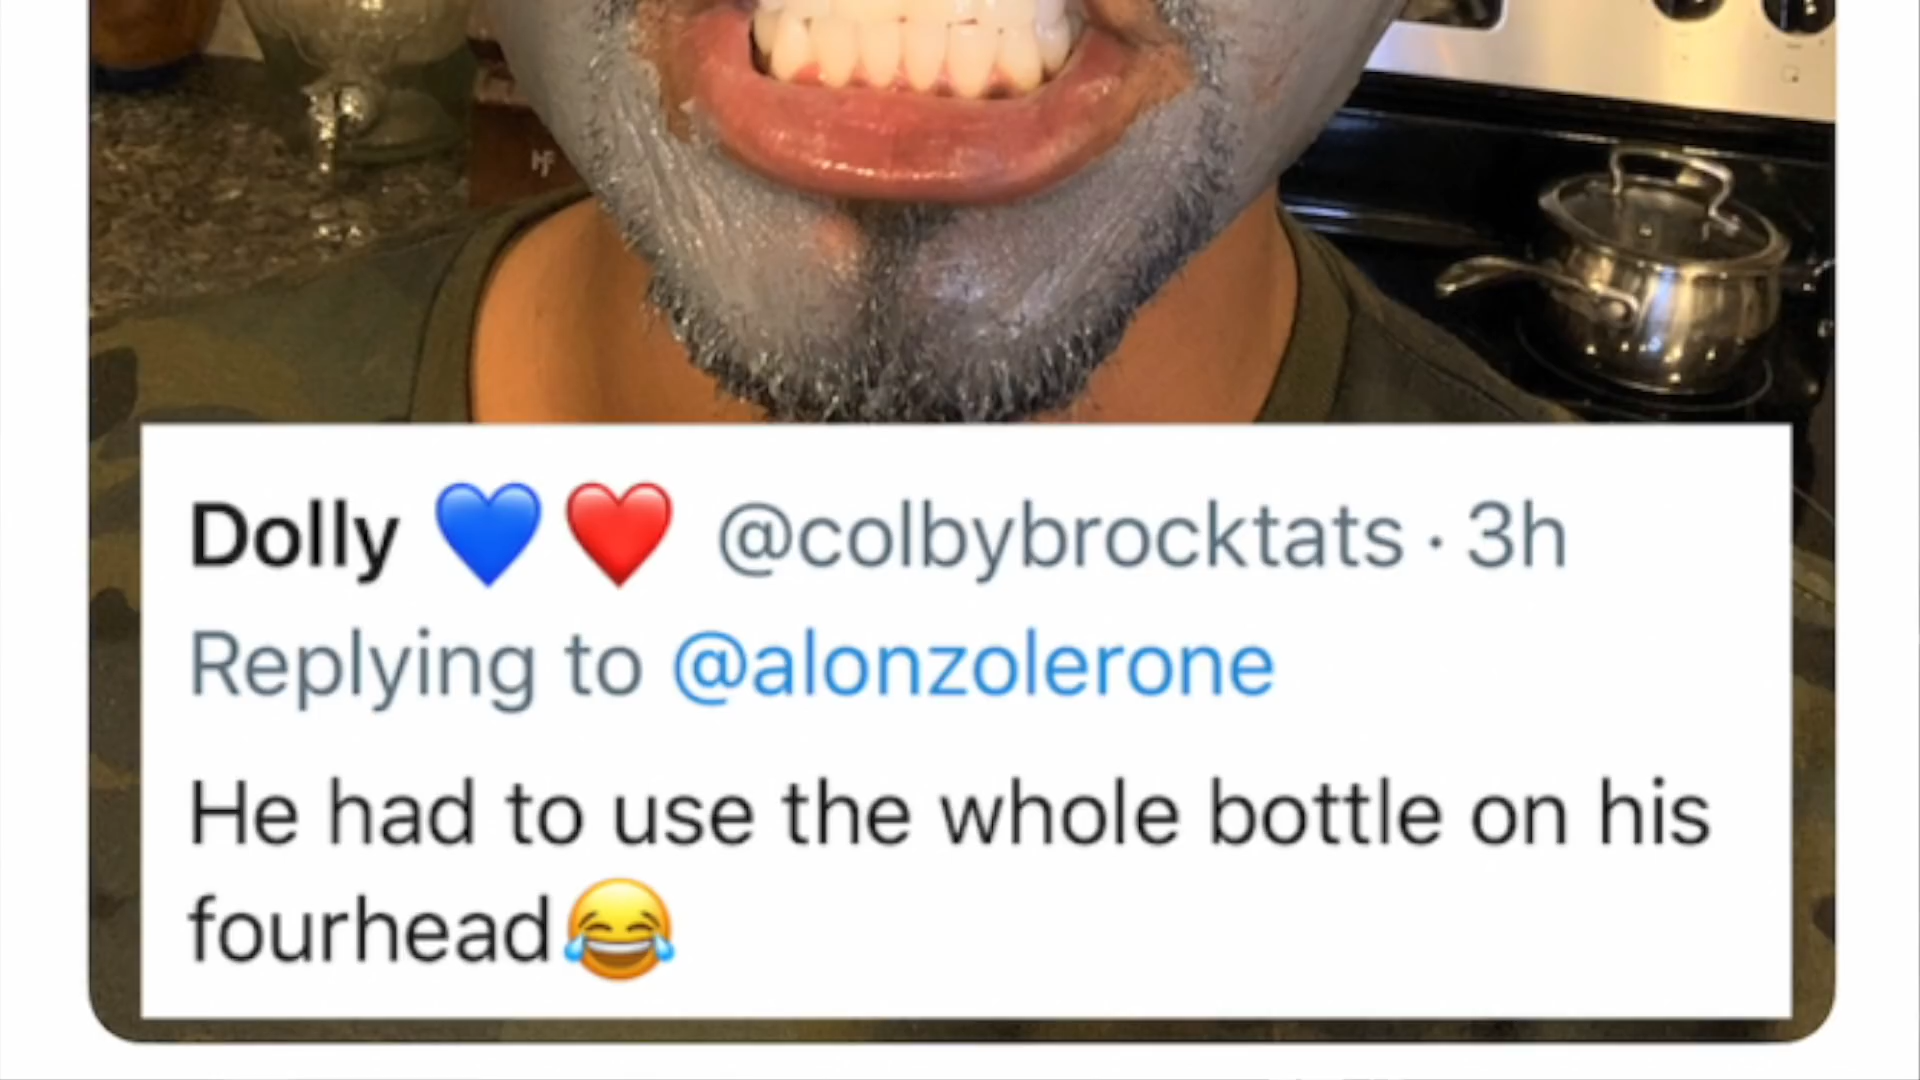 Dolly 💙❤️ @colbybrocktats · 3h
Replying to @alonzolerone
He had to use the whole bottle on his
fourhead😂